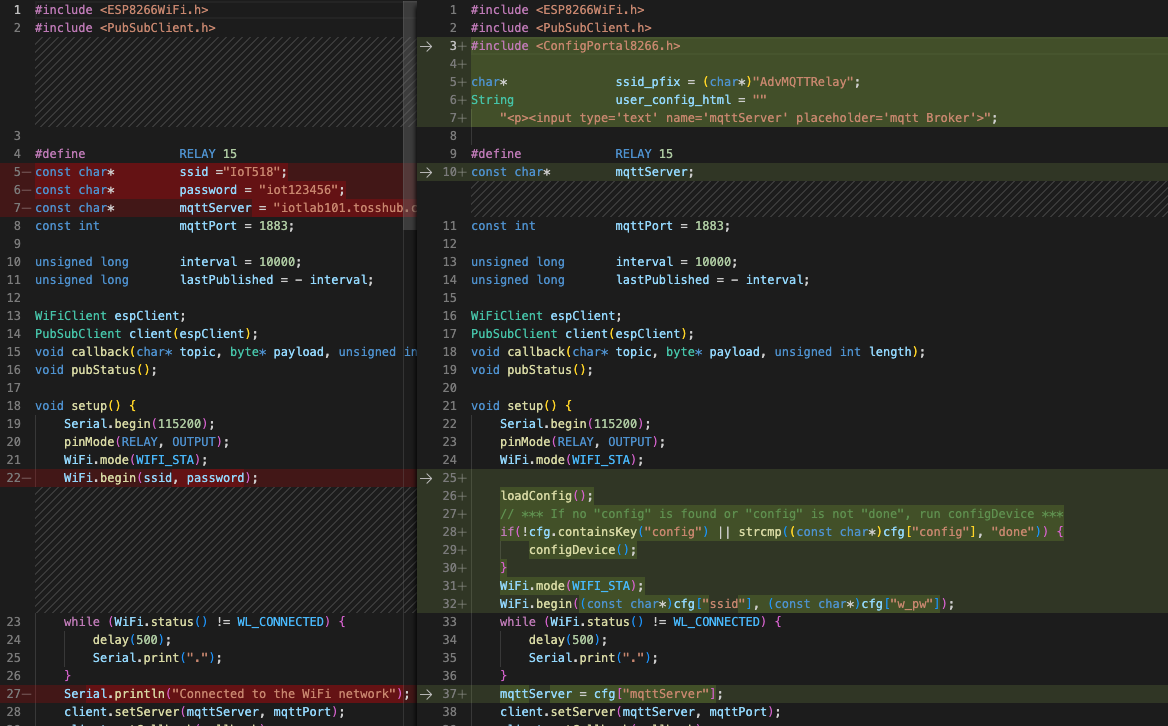 1 #include <ESP8266WiFi.h>
2 #include <PubSubClient.h>
3
4 #define RELAY 15
5— const char* ssid ="IoT518";
6— const char* password = "iot123456";
7— const char* mqttServer = "iotlab101.tosshub.c
8 const int mqttPort = 1883;
9
10 unsigned long interval = 10000;
11 unsigned long lastPublished = - interval;
12
13 WiFiClient espClient;
14 PubSubClient client(espClient);
15 void callback(char* topic, byte* payload, unsigned in
16 void pubStatus();
17
18 void setup() {
19 Serial.begin(115200);
20 pinMode(RELAY, OUTPUT);
21 WiFi.mode(WIFI_STA);
22— WiFi.begin(ssid, password);
23 while (WiFi.status() != WL_CONNECTED) {
24 delay(500);
25 Serial.print(".");
26 }
27— Serial.println("Connected to the WiFi network");
28 client.setServer(mqttServer, mqttPort);
1 #include <ESP8266WiFi.h>
2 #include <PubSubClient.h>
→ 3+ #include <ConfigPortal8266.h>
4+
5+ char* ssid_pfix = (char*)"AdvMQTTRelay";
6+ String user_config_html = ""
7+ "<p><input type='text' name='mqttServer' placeholder='mqtt Broker'>";
8
9 #define RELAY 15
→ 10+ const char* mqttServer;
11 const int mqttPort = 1883;
12
13 unsigned long interval = 10000;
14 unsigned long lastPublished = - interval;
15
16 WiFiClient espClient;
17 PubSubClient client(espClient);
18 void callback(char* topic, byte* payload, unsigned int length);
19 void pubStatus();
20
21 void setup() {
22 Serial.begin(115200);
23 pinMode(RELAY, OUTPUT);
24 WiFi.mode(WIFI_STA);
→ 25+
26+ loadConfig();
27+ // *** If no "config" is found or "config" is not "done", run configDevice ***
28+ if(!cfg.containsKey("config") || strcmp((const char*)cfg["config"], "done")) {
29+ configDevice();
30+ }
31+ WiFi.mode(WIFI_STA);
32+ WiFi.begin((const char*)cfg["ssid"], (const char*)cfg["w_pw"]);
33 while (WiFi.status() != WL_CONNECTED) {
34 delay(500);
35 Serial.print(".");
36 }
→ 37+ mqttServer = cfg["mqttServer"];
38 client.setServer(mqttServer, mqttPort);